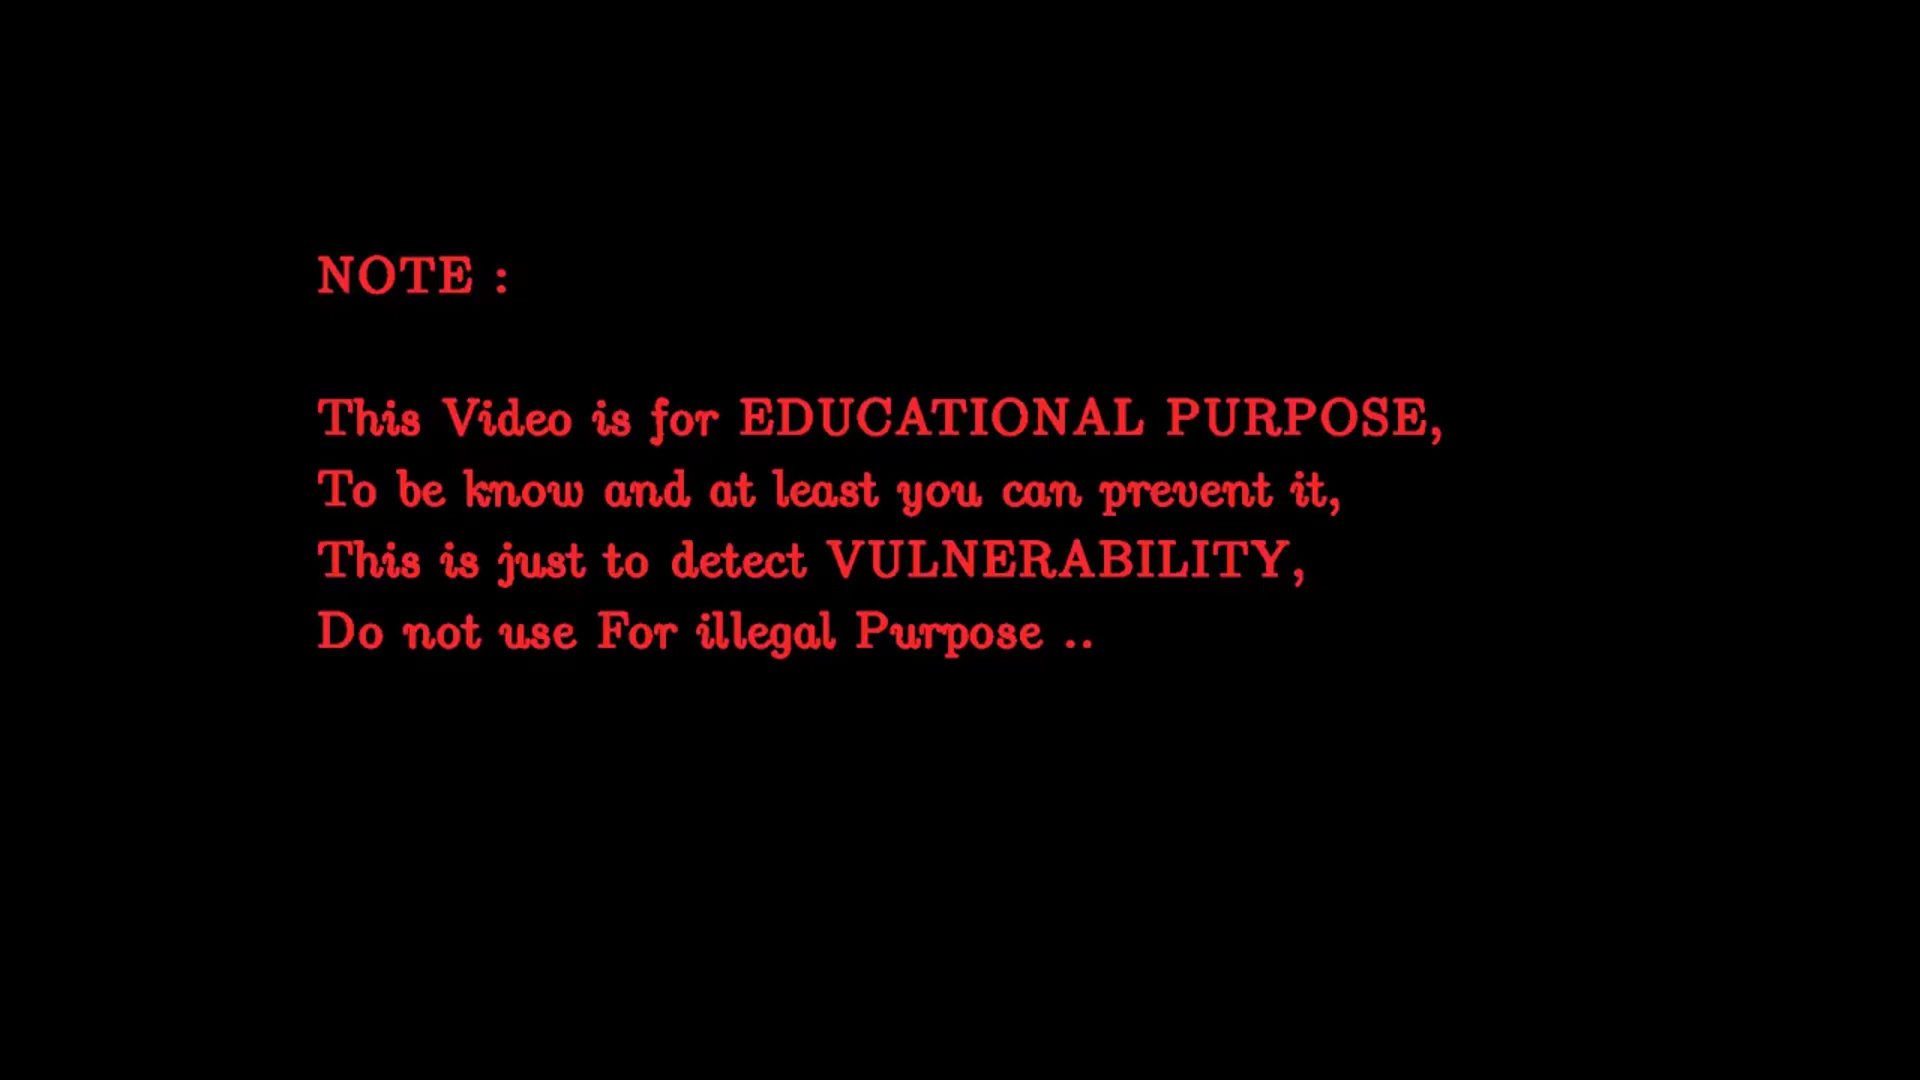 NOTE :
This Video is for EDUCATIONAL PURPOSE,
To be know and at least you can prevent it,
This is just to detect VULNERABILITY,
Do not use For illegal Purpose ..